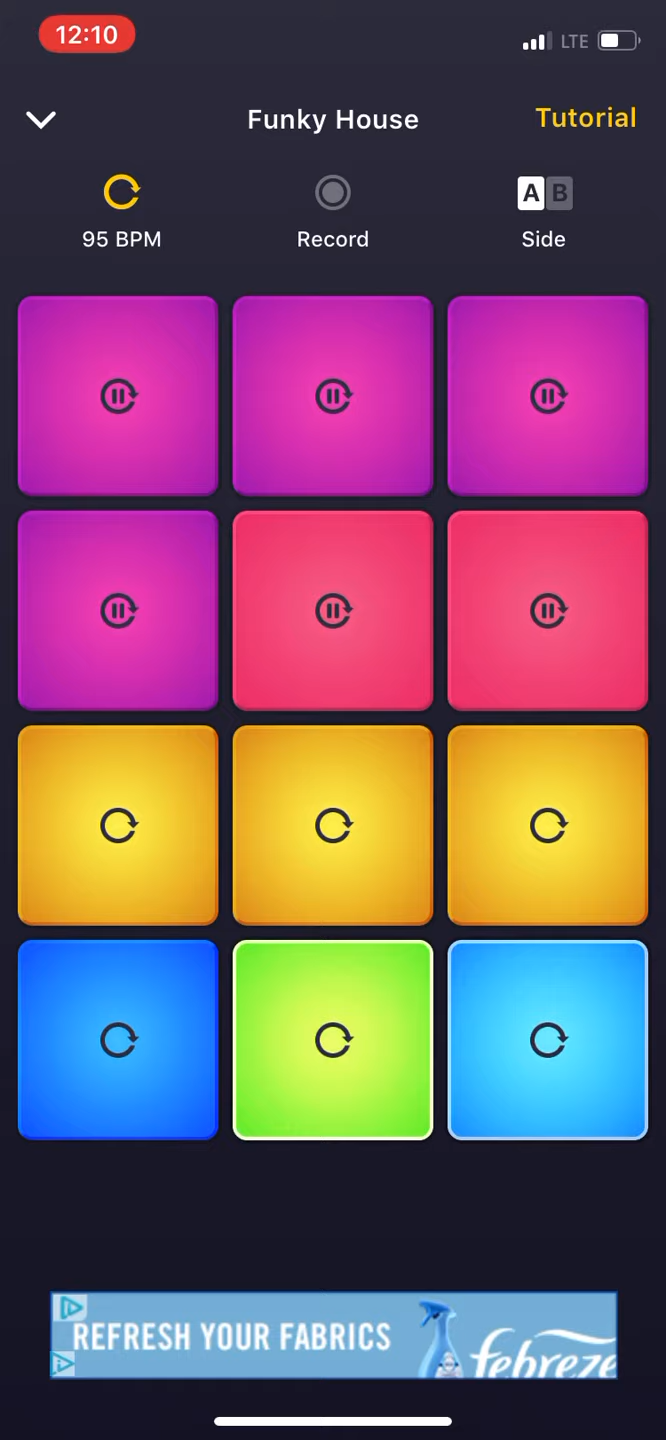 12:10
LTE
Funky House
Tutorial
A B
95 BPM
Record
Side
REFRESH YOUR FABRICS
febreze